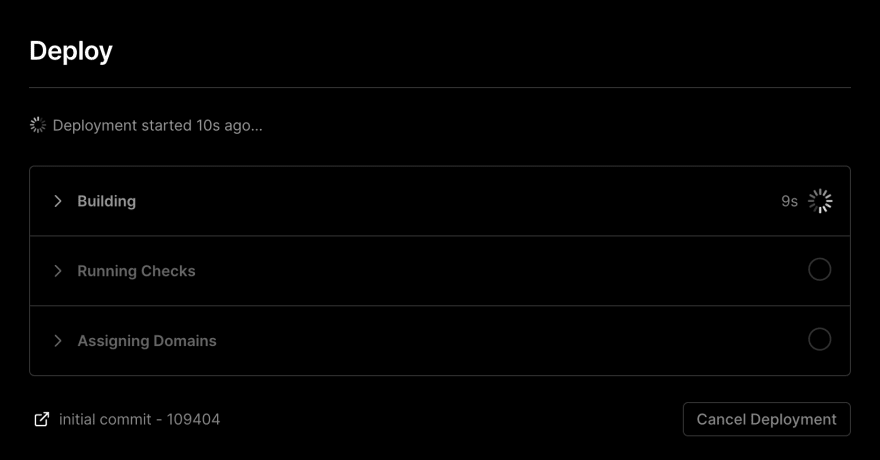 Deploy
Deployment started 10s ago...
Building 9s
Running Checks
Assigning Domains
initial commit - 109404 Cancel Deployment